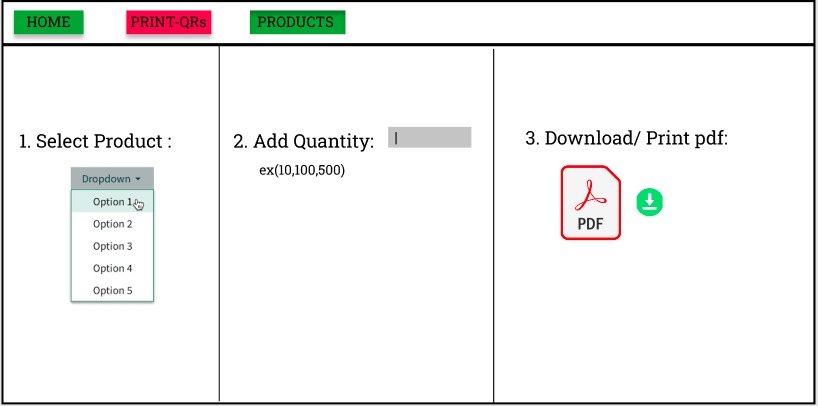 HOME
PRINT-QRs
PRODUCTS
1. Select Product :
Dropdown
Option 1
Option 2
Option 3
Option 4
Option 5
2. Add Quantity:
ex(10,100,500)
3. Download/ Print pdf:
PDF